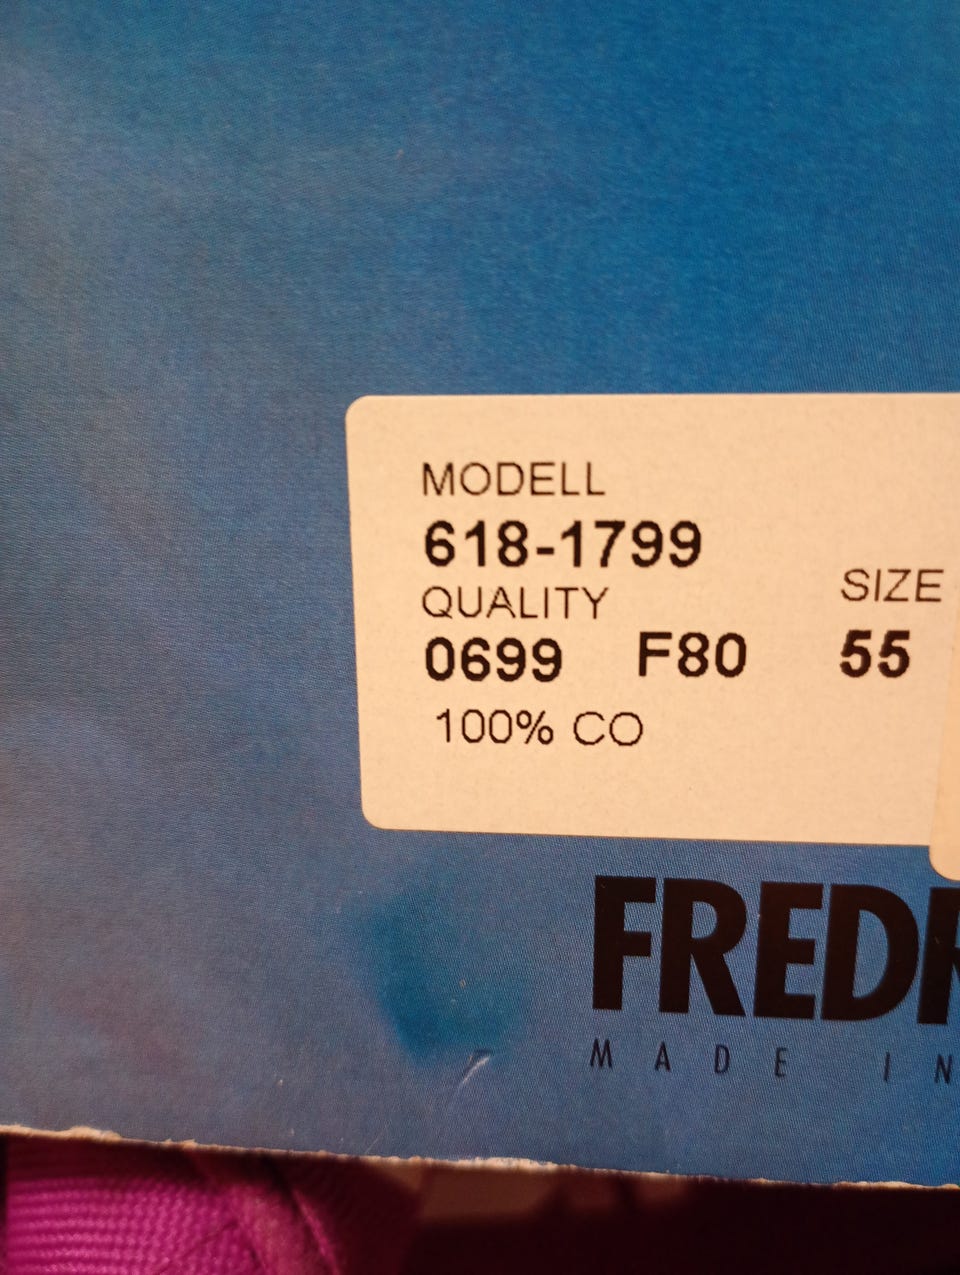 MODELL
618-1799
QUALITY
SIZE
0699 F80 55
100% CO
FREDR
MADE IN